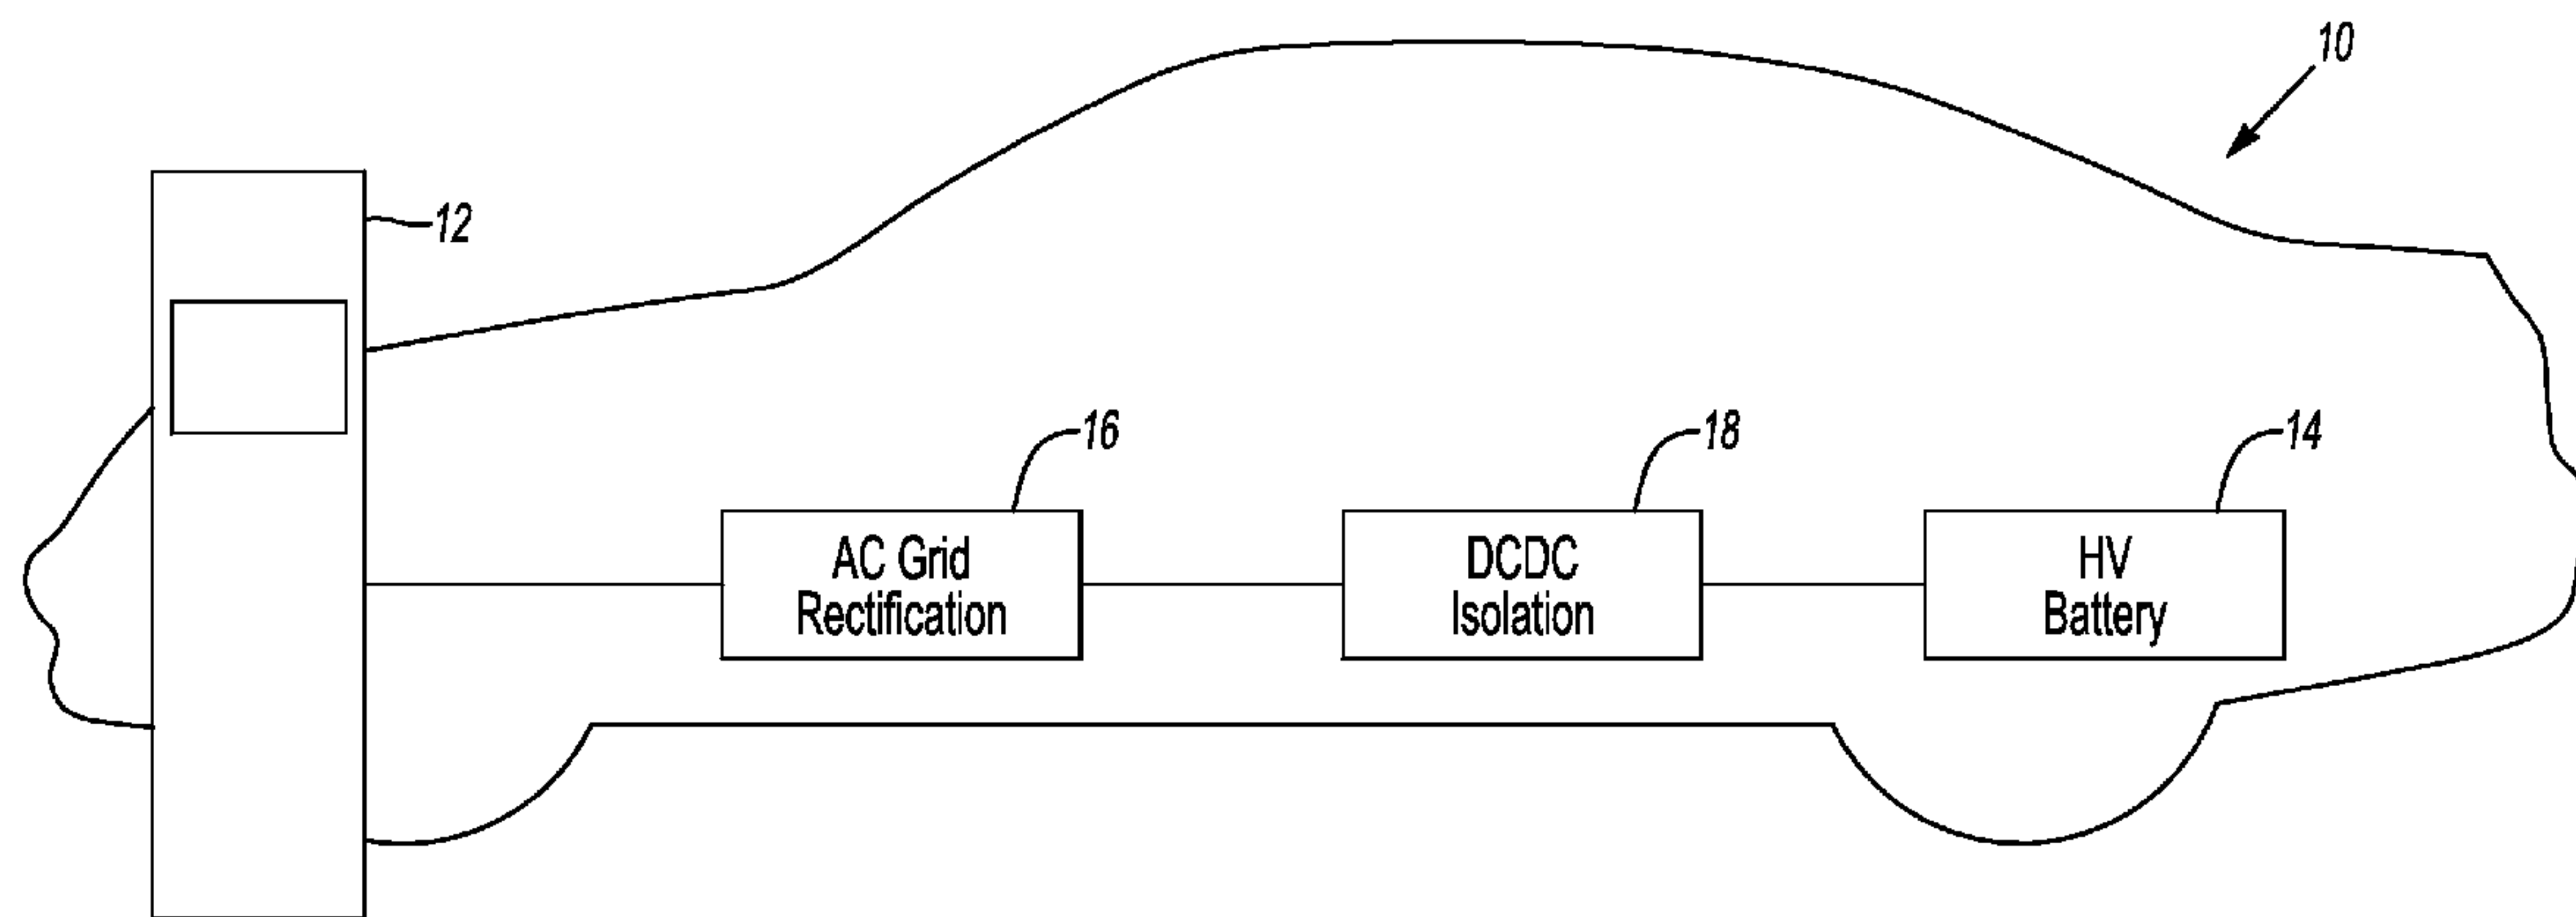 10
12
16
18
14
AC Grid
Rectification
DCDC
Isolation
HV
Battery